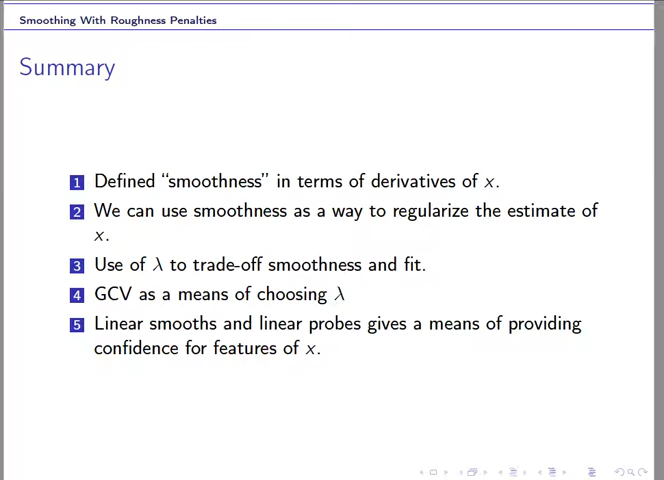 Smoothing With Roughness Penalties
Summary
1 Defined “smoothness” in terms of derivatives of x.
2 We can use smoothness as a way to regularize the estimate of
x.
3 Use of λ to trade-off smoothness and fit.
4 GCV as a means of choosing λ
5 Linear smooths and linear probes gives a means of providing
confidence for features of x.